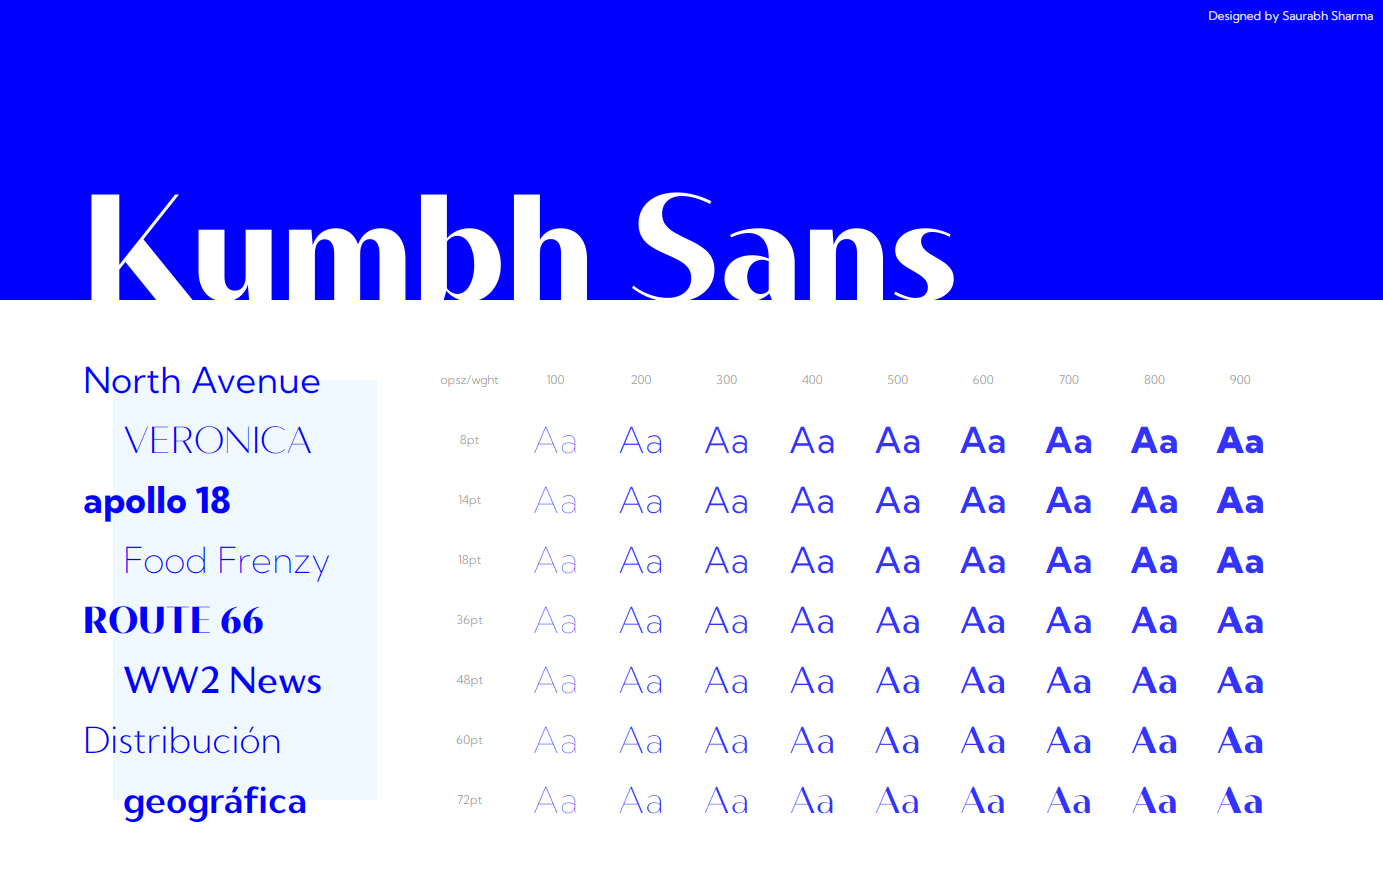 Designed by Saurabh Sharma
Kumbh Sans
North Avenue
VERONICA
apollo 18
Food Frenzy
ROUTE 66
WW2 News
Distribución
geográfica
opsz/wght 100 200 300 400 500 600 700 800 900
8pt Aa Aa Aa Aa Aa Aa Aa Aa Aa
14pt Aa Aa Aa Aa Aa Aa Aa Aa Aa
18pt Aa Aa Aa Aa Aa Aa Aa Aa Aa
36pt Aa Aa Aa Aa Aa Aa Aa Aa Aa
48pt Aa Aa Aa Aa Aa Aa Aa Aa Aa
60pt Aa Aa Aa Aa Aa Aa Aa Aa Aa
72pt Aa Aa Aa Aa Aa Aa Aa Aa Aa